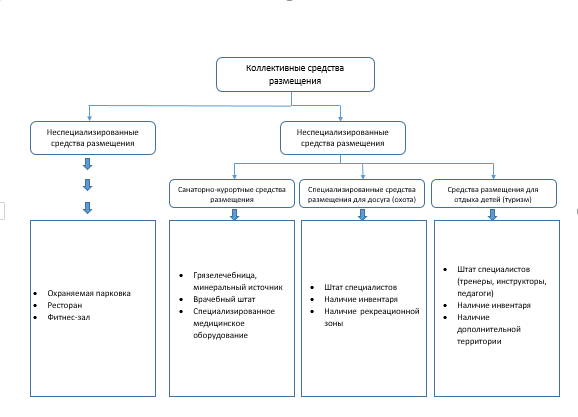 Коллективные средства
размещения
Неспециализированные
средства размещения
Неспециализированные
средства размещения
Санаторно-курортные средства
размещения
Специализированные средства
размещения для досуга (охота)
Средства размещения для
отдыха детей (туризм)
• Охраняемая парковка
• Ресторан
• Фитнес-зал
• Грязелечебница,
минеральный источник
• Врачебный штат
• Специализированное
медицинское
оборудование
• Штат специалистов
• Наличие инвентаря
• Наличие рекреационной
зоны
• Штат специалистов
(тренеры, инструкторы,
педагоги)
• Наличие инвентаря
• Наличие
дополнительной
территории